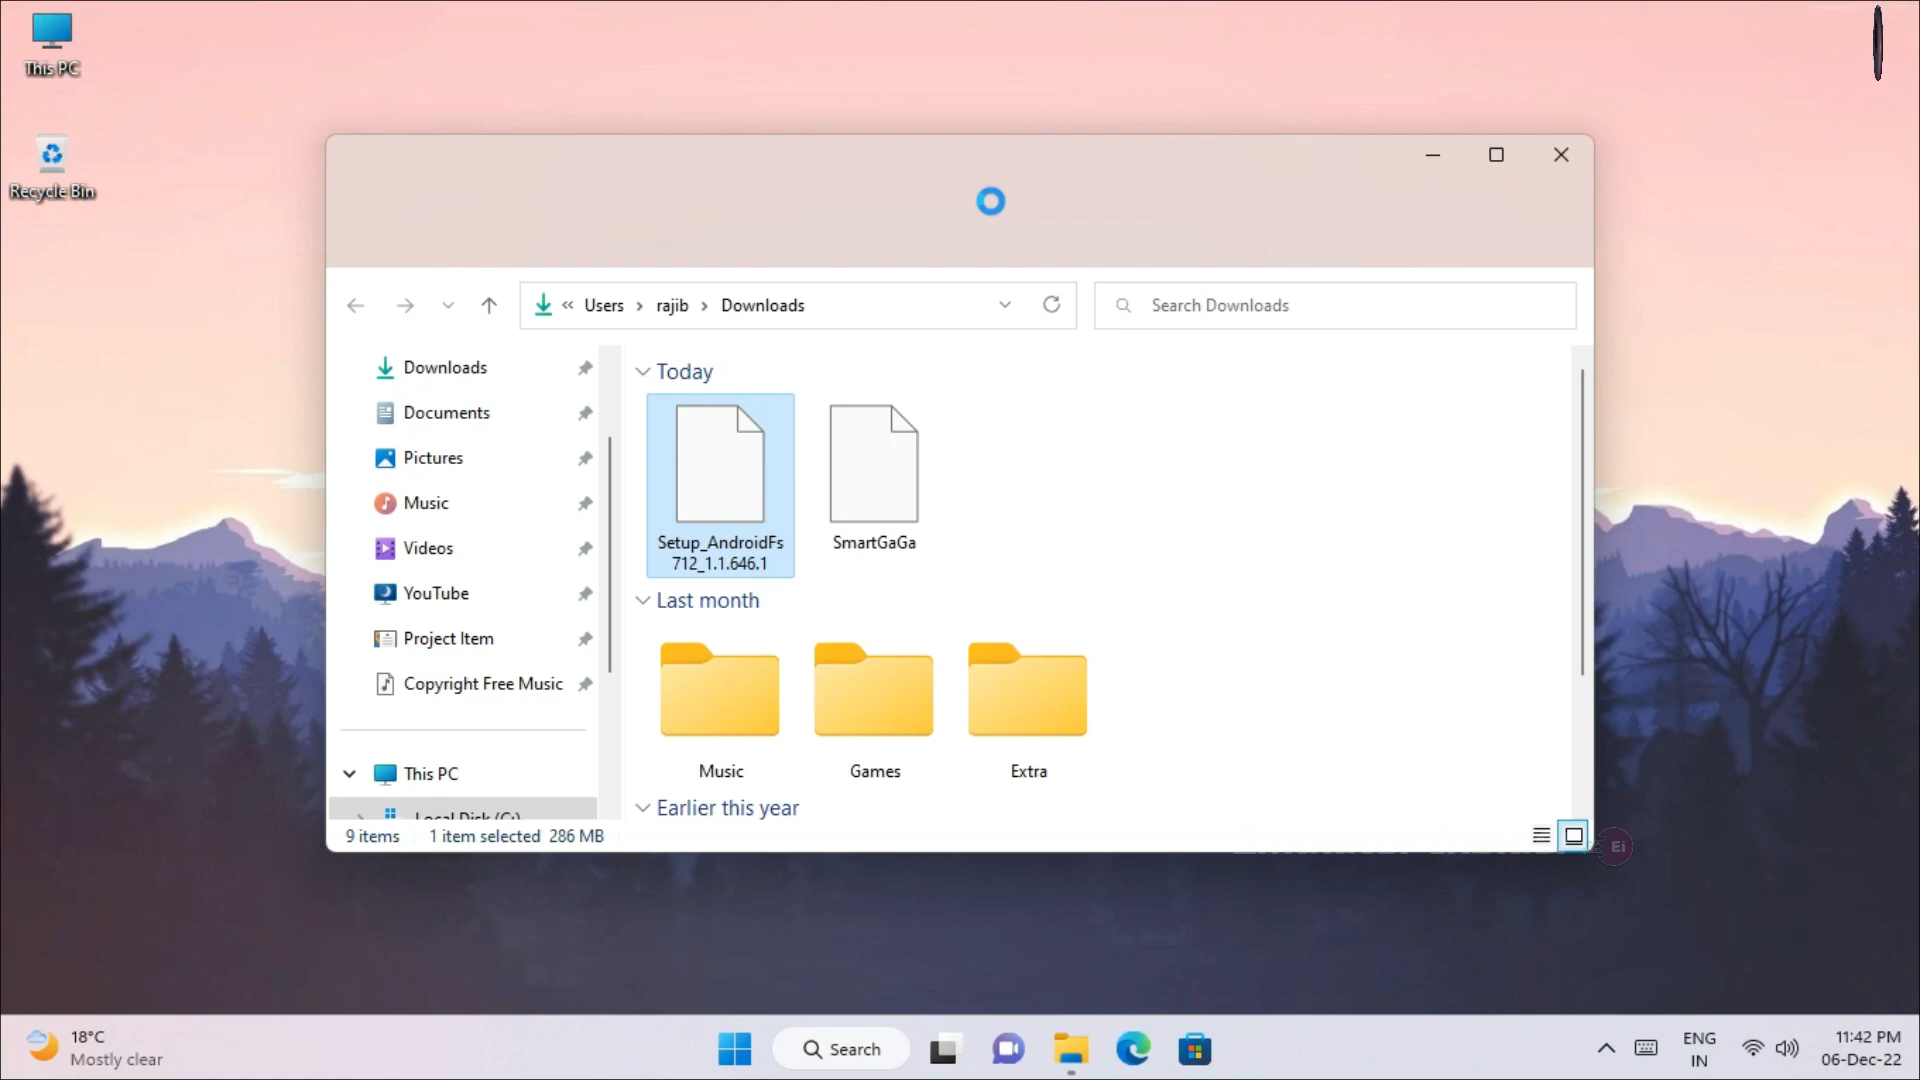 This PC
Recycle Bin
« Users > rajib > Downloads
Search Downloads
Downloads
Documents
Pictures
Music
Videos
YouTube
Project Item
Copyright Free Music
This PC
Local Disk (C:)
Today
Setup_AndroidFs
712_1.1.646.1
SmartGaGa
Last month
Music
Games
Extra
Earlier this year
9 items
1 item selected 286 MB
Ei
18°C
Mostly clear
Search
ENG
IN
11:42 PM
06-Dec-22